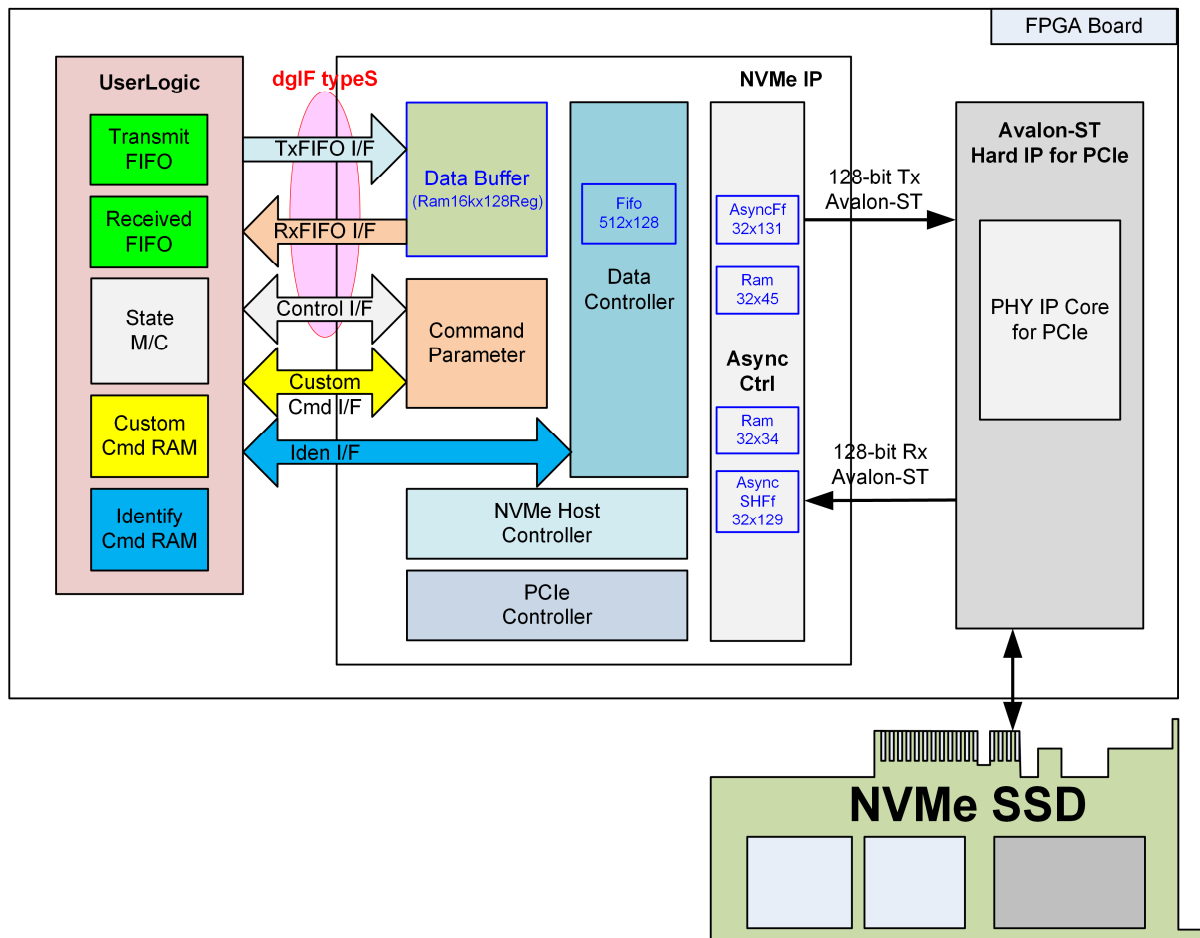 FPGA Board
UserLogic
Transmit
FIFO
Received
FIFO
State
M/C
Custom
Cmd RAM
Identify
Cmd RAM
dgIF typeS
TxFIFO I/F
RxFIFO I/F
Control I/F
Custom
Cmd I/F
Iden I/F
NVMe IP
Data Buffer
(Ram16kx128Reg)
Command
Parameter
Fifo
512x128
Data
Controller
NVMe Host
Controller
PCIe
Controller
AsyncFf
32x131
Ram
32x45
Async
Ctrl
Ram
32x34
Async
SHFf
32x129
128-bit Tx
Avalon-ST
128-bit Rx
Avalon-ST
Avalon-ST
Hard IP for PCIe
PHY IP Core
for PCIe
NVMe SSD